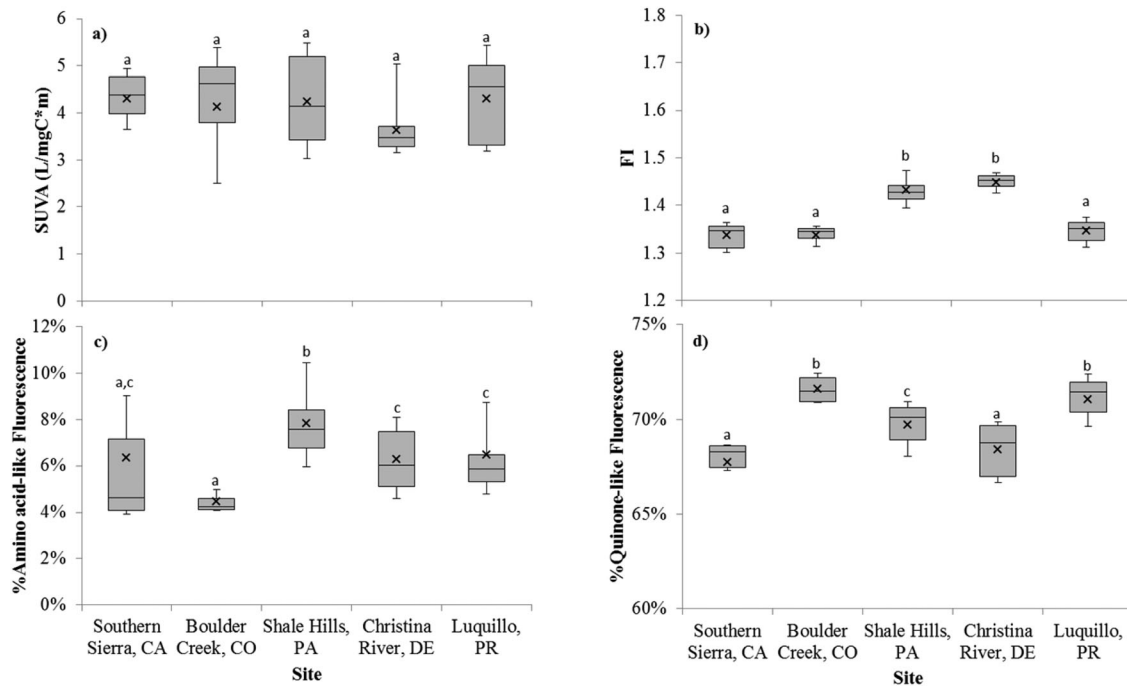 a)
SUVA (L/mgC*m)
6
5
4
3
2
1
0
a
a
a
a
a
b)
FI
1.8
1.7
1.6
1.5
1.4
1.3
1.2
a
a
b
b
a
c)
%Amino acid-like Fluorescence
12%
10%
8%
6%
4%
2%
0%
a,c
a
b
c
c
Southern
Sierra, CA
Boulder
Creek, CO
Shale Hills,
PA
Christina
River, DE
Luquillo,
PR
Site
d)
%Quinone-like Fluorescence
75%
70%
65%
60%
a
b
c
a
b
Southern
Sierra, CA
Boulder
Creek, CO
Shale Hills,
PA
Christina
River, DE
Luquillo,
PR
Site